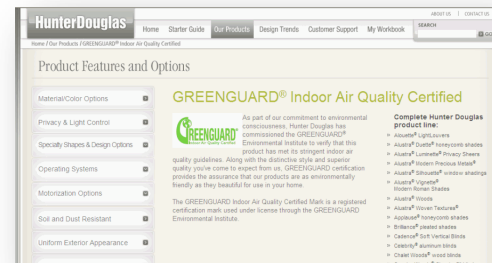 ABOUT US | CONTACT US
HunterDouglas
Home Starter Guide Our Products Design Trends Customer Support My Workbook
SEARCH
GO
Home / Our Products / GREENGUARD® Indoor Air Quality Certified
Product Features and Options
Material/Color Options
Privacy & Light Control
Specialty Shapes & Design Options
Operating Systems
Motorization Options
Soil and Dust Resistant
Uniform Exterior Appearance
GREENGUARD® Indoor Air Quality Certified
GREENGUARD
As part of our commitment to environmental
consciousness, Hunter Douglas has
commissioned the GREENGUARD®
Environmental Institute to verify that this
product has met its stringent indoor air
quality guidelines. Along with the distinctive style and superior
quality you've come to expect from us, GREENGUARD certification
provides the assurance that our products are as environmentally
friendly as they beautiful for use in your home.
The GREENGUARD Indoor Air Quality Certified Mark is a registered
certification mark used under license through the GREENGUARD
Environmental Institute.
Complete Hunter Douglas
product line:
» Alouette® LightLouvers
» Alustra® Duette® honeycomb shades
» Alustra® Luminette® Privacy Sheers
» Alustra® Modern Precious Metals®
» Alustra® Silhouette® window shadings
» Alustra® Vignette®
Modern Roman Shades
» Alustra® Woods
» Alustra® Woven Textures®
» Applause® honeycomb shades
» Brilliance® pleated shades
» Cadence® Soft Vertical Blinds
» Celebrity® aluminum blinds
» Chalet Woods® wood blinds